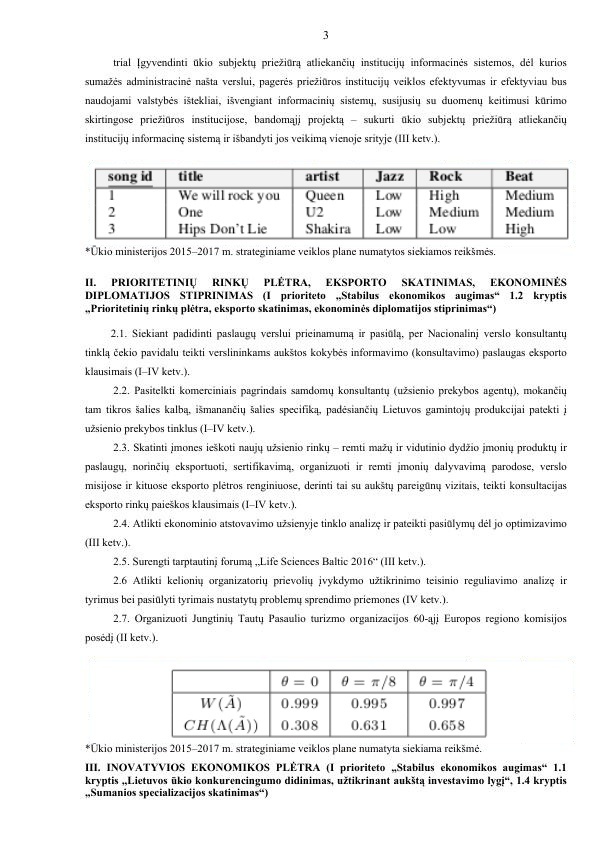 3
trial Įgyvendinti ūkio subjektų priežiūrą atliekančių institucijų informacinės sistemos, dėl kurios
sumažės administracinė našta verslui, pagerės priežiūros institucijų veiklos efektyvumas ir efektyviau bus
naudojami valstybės ištekliai, išvengiant informacinių sistemų, susijusių su duomenų keitimusi kūrimo
skirtingose priežiūros institucijose, bandomąjį projektą – sukurti ūkio subjektų priežiūrą atliekančių
institucijų informacinę sistemą ir išbandyti jos veikimą vienoje srityje (III ketv.).
song id title artist Jazz Rock Beat
1 We will rock you Queen Low High Medium
2 One U2 Low Medium Medium
3 Hips Don't Lie Shakira Low Low High
*Ūkio ministerijos 2015–2017 m. strateginiame veiklos plane numatytos siekiamos reikšmės.
II. PRIORITETINIŲ RINKŲ PLĖTRA, EKSPORTO SKATINIMAS, EKONOMINĖS
DIPLOMATIJOS STIPRINIMAS (I prioriteto „Stabilus ekonomikos augimas“ 1.2 kryptis
„Prioritetinių rinkų plėtra, eksporto skatinimas, ekonominės diplomatijos stiprinimas“)
2.1. Siekiant padidinti paslaugų verslui prieinamumą ir pasiūlą, per Nacionalinį verslo konsultantų
tinklą čekio pavidalu teikti verslininkams aukštos kokybės informavimo (konsultavimo) paslaugas eksporto
klausimais (I–IV ketv.).
2.2. Pasitelkti komerciniais pagrindais samdomų konsultantų (užsienio prekybos agentų), mokančių
tam tikros šalies kalbą, išmanančių šalies specifiką, padėsiančių Lietuvos gamintojų produkcijai patekti į
užsienio prekybos tinklus (I–IV ketv.).
2.3. Skatinti įmones ieškoti naujų užsienio rinkų – remti mažų ir vidutinio dydžio įmonių produktų ir
paslaugų, norinčių eksportuoti, sertifikavimą, organizuoti ir remti įmonių dalyvavimą parodose, verslo
misijose ir kituose eksporto plėtros renginiuose, derinti tai su aukštų pareigūnų vizitais, teikti konsultacijas
eksporto rinkų paieškos klausimais (I–IV ketv.).
2.4. Atlikti ekonominio atstovavimo užsienyje tinklo analizę ir pateikti pasiūlymų dėl jo optimizavimo
(III ketv.).
2.5. Surengti tarptautinį forumą „Life Sciences Baltic 2016“ (III ketv.).
2.6 Atlikti kelionių organizatorių prievolių įvykdymo užtikrinimo teisinio reguliavimo analizę ir
tyrimus bei pasiūlyti tyrimais nustatytų problemų sprendimo priemones (IV ketv.).
2.7. Organizuoti Jungtinių Tautų Pasaulio turizmo organizacijos 60-ąjį Europos regiono komisijos
posėdį (II ketv.).
θ = 0 θ = π/8 θ = π/4
W(Ã) 0.999 0.995 0.997
CH(Λ(Ã)) 0.308 0.631 0.658
*Ūkio ministerijos 2015–2017 m. strateginiame veiklos plane numatyta siekiama reikšmė.
III. INOVATYVIOS EKONOMIKOS PLĖTRA (I prioriteto „Stabilus ekonomikos augimas“ 1.1
kryptis „Lietuvos ūkio konkurencingumo didinimas, užtikrinant aukštą investavimo lygį“, 1.4 kryptis
„Sumanios specializacijos skatinimas“)